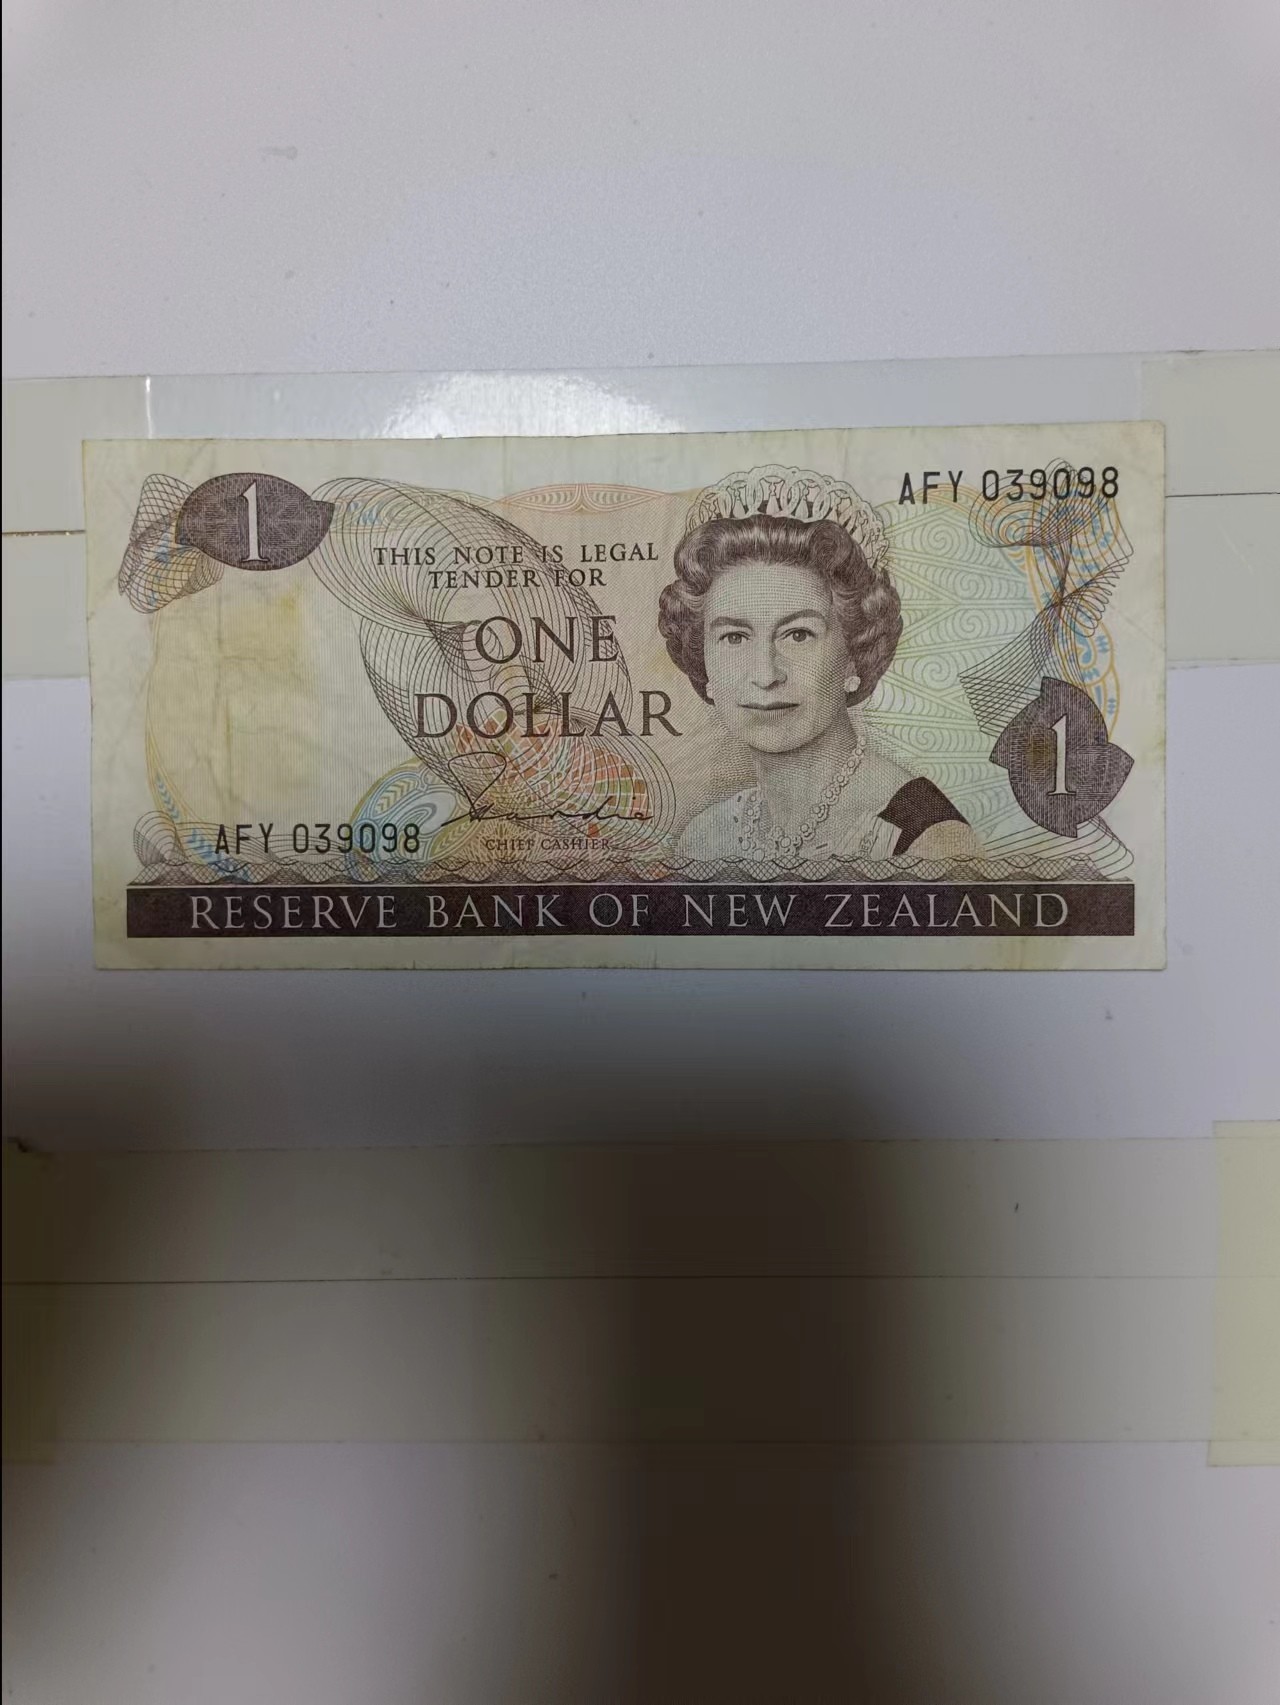 1
AFY 039098
THIS NOTE IS LEGAL
TENDER FOR
ONE
DOLLAR
1
AFY 039098
CHIEF CASHIER
RESERVE BANK OF NEW ZEALAND